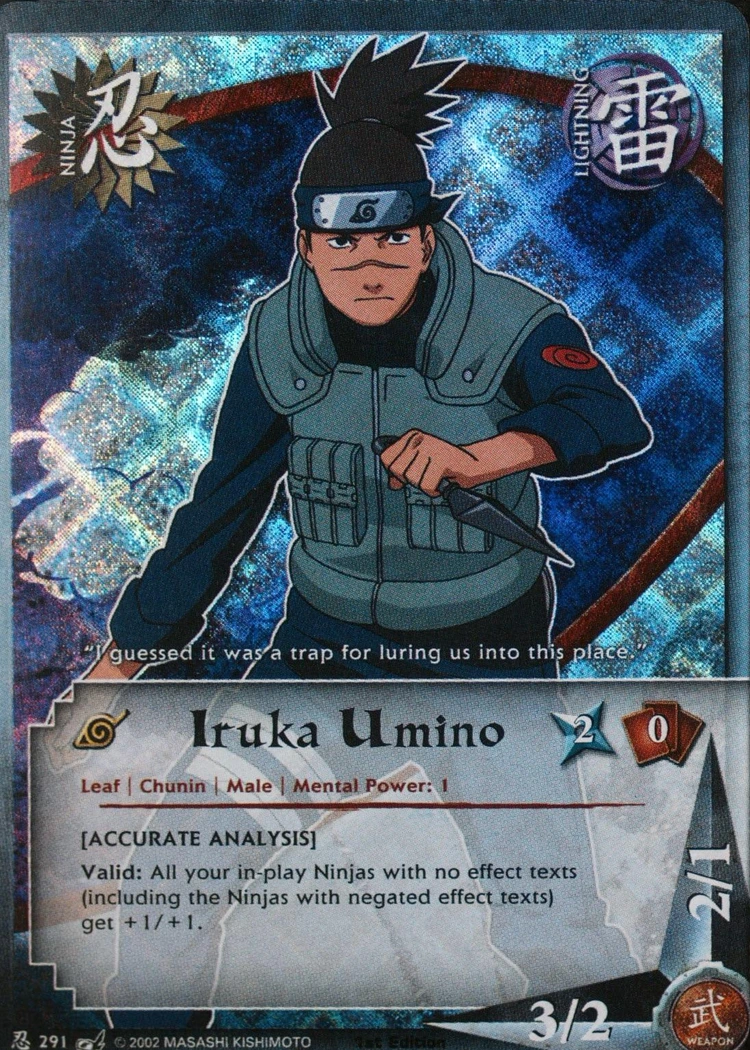 NINJA
忍
LIGHTNING
雷
“I guessed it was a trap for luring us into this place.”
Iruka Umino
2
0
Leaf | Chunin | Male | Mental Power: 1
[ACCURATE ANALYSIS]
Valid: All your in-play Ninjas with no effect texts
(including the Ninjas with negated effect texts)
get +1/+1.
2/1
3/2
武
WEAPON
忍 291 © 2002 MASASHI KISHIMOTO 1st Edition